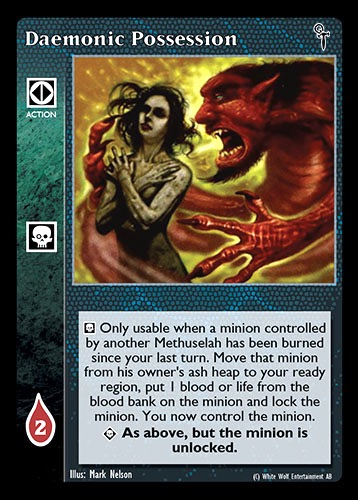 Daemonic Possession
ACTION
Only usable when a minion controlled
by another Methuselah has been burned
since your last turn. Move that minion
from his owner's ash heap to your ready
region, put 1 blood or life from the
blood bank on the minion and lock the
minion. You now control the minion.
As above, but the minion is
unlocked.
2
Illus: Mark Nelson
(C) White Wolf Entertainment AB